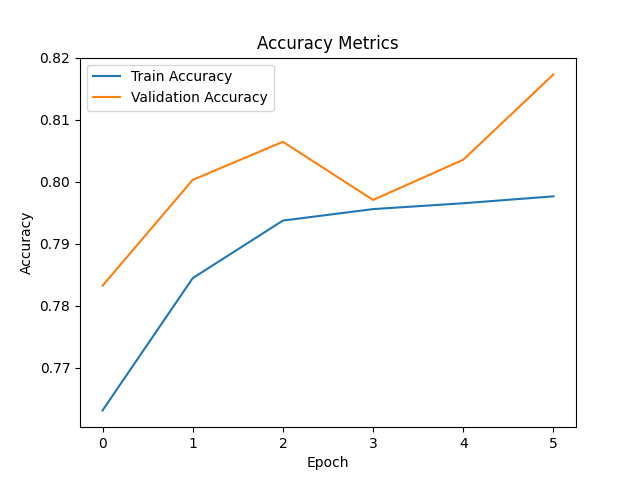 Accuracy Metrics
Train Accuracy
Validation Accuracy
0.82
0.81
0.80
0.79
0.78
0.77
Accuracy
0 1 2 3 4 5
Epoch